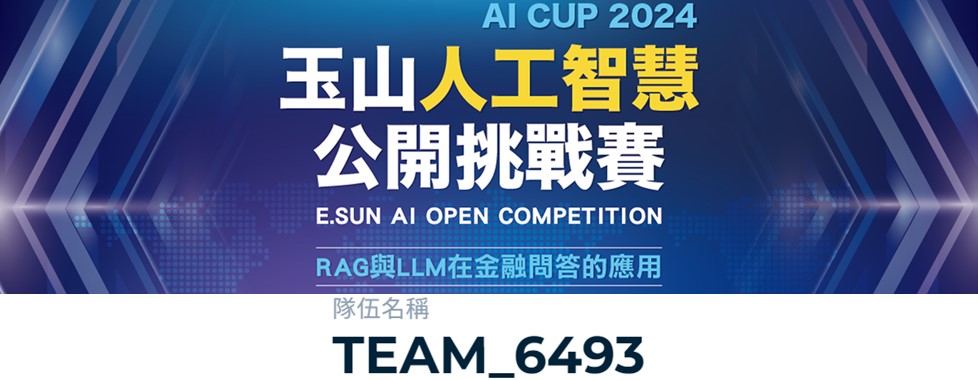 AI CUP 2024
玉山人工智慧
公開挑戰賽
E.SUN AI OPEN COMPETITION
RAG與LLM在金融問答的應用
隊伍名稱
TEAM_6493